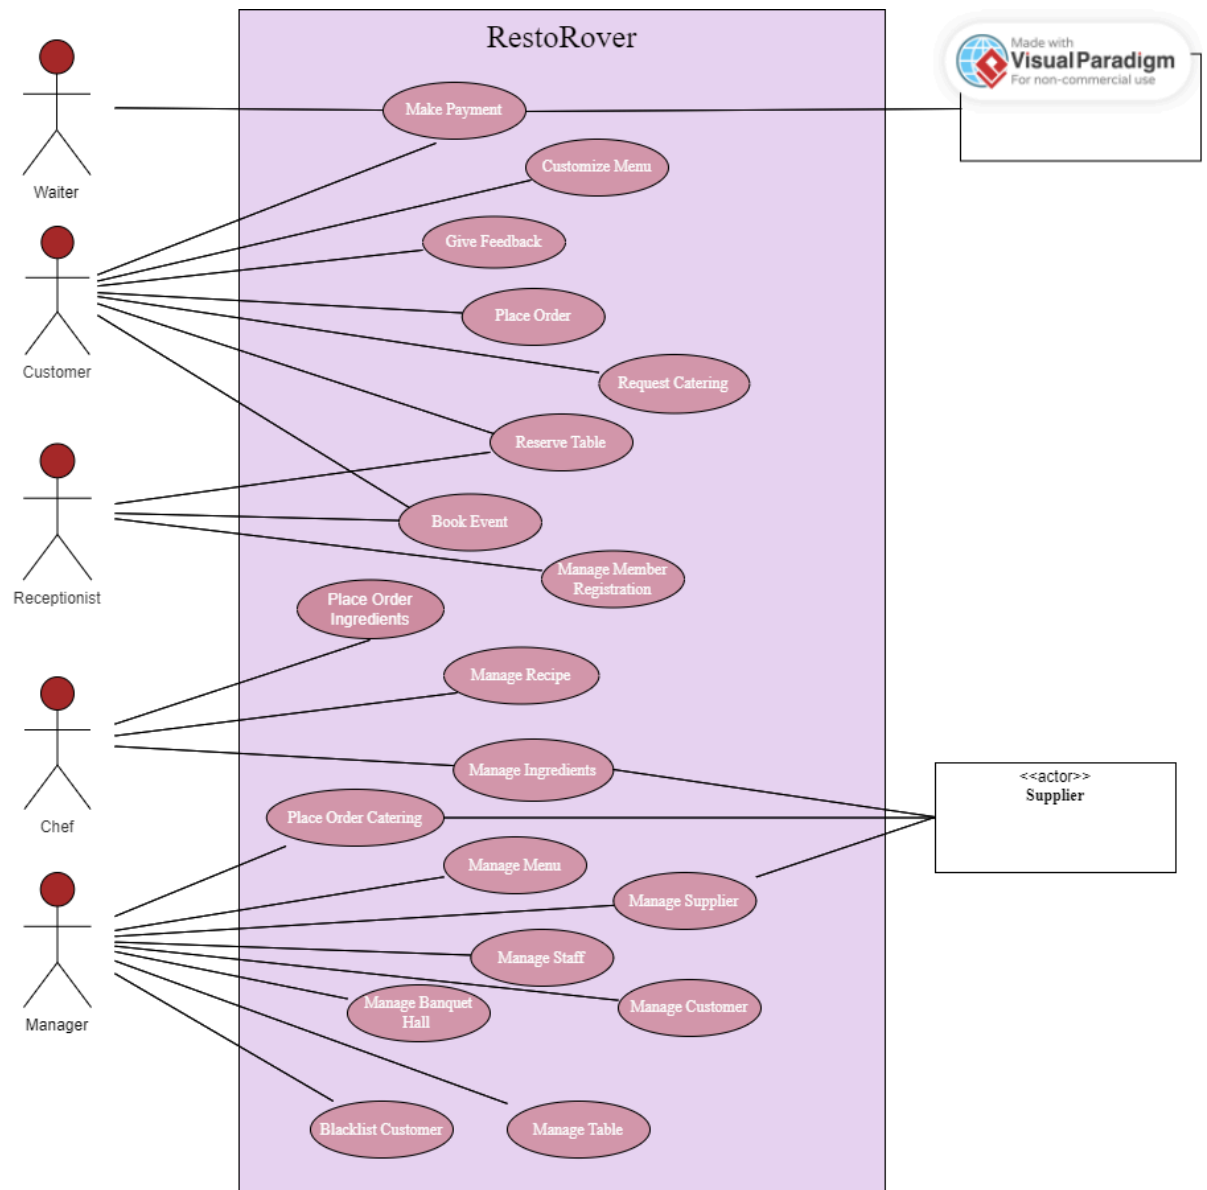 RestoRover
Made with
VisualParadigm
For non-commercial use
Make Payment
Customize Menu
Waiter
Give Feedback
Place Order
Customer
Request Catering
Reserve Table
Book Event
Manage Member
Registration
Receptionist
Place Order
Ingredients
Manage Recipe
Manage Ingredients
<<actor>>
Supplier
Place Order Catering
Chef
Manage Menu
Manage Supplier
Manage Staff
Manage Banquet
Hall
Manage Customer
Manager
Blacklist Customer
Manage Table